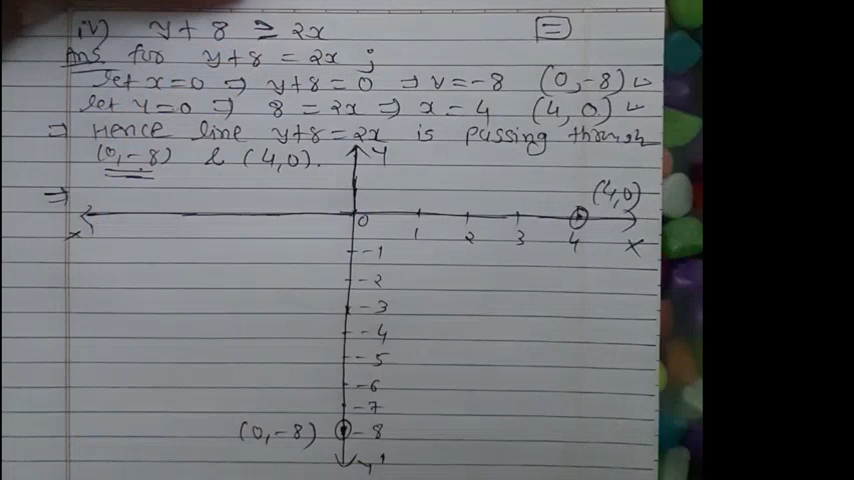 iv) y + 8 ≥ 2x
Ans for y+8 = 2x ;
let x=0 ⇒ y+8=0 ⇒ y=-8 (0,-8) ✓
let y=0 ⇒ 8 = 2x ⇒ x = 4 (4, 0) ✓
⇒ Hence line y+8=2x is passing through
(0,-8) & (4,0).
Y
⇒
(4,0)
X' 0 1 2 3 4 X
-1
-2
-3
-4
-5
-6
-7
(0,-8) -8
Y'